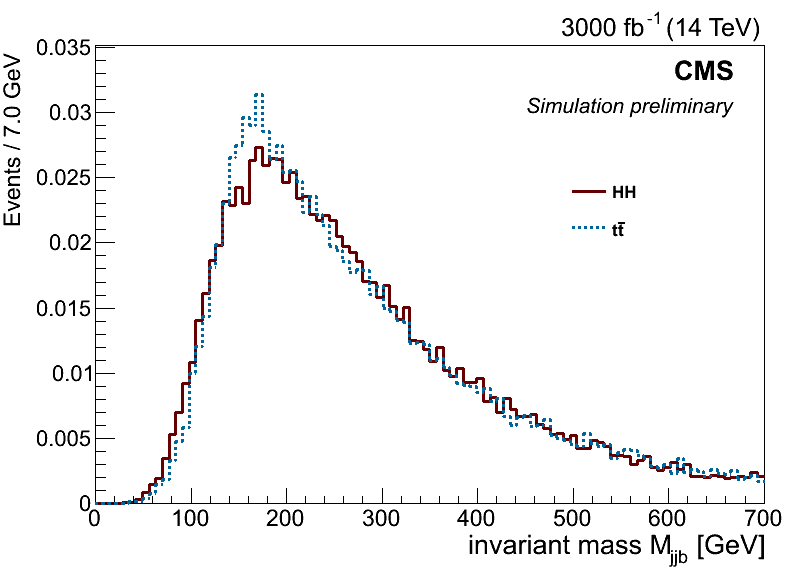 3000 fb⁻¹ (14 TeV)
CMS
Simulation preliminary
HH
tt̄
Events / 7.0 GeV
0.035
0.03
0.025
0.02
0.015
0.01
0.005
0
0 100 200 300 400 500 600 700
invariant mass M_jjb [GeV]